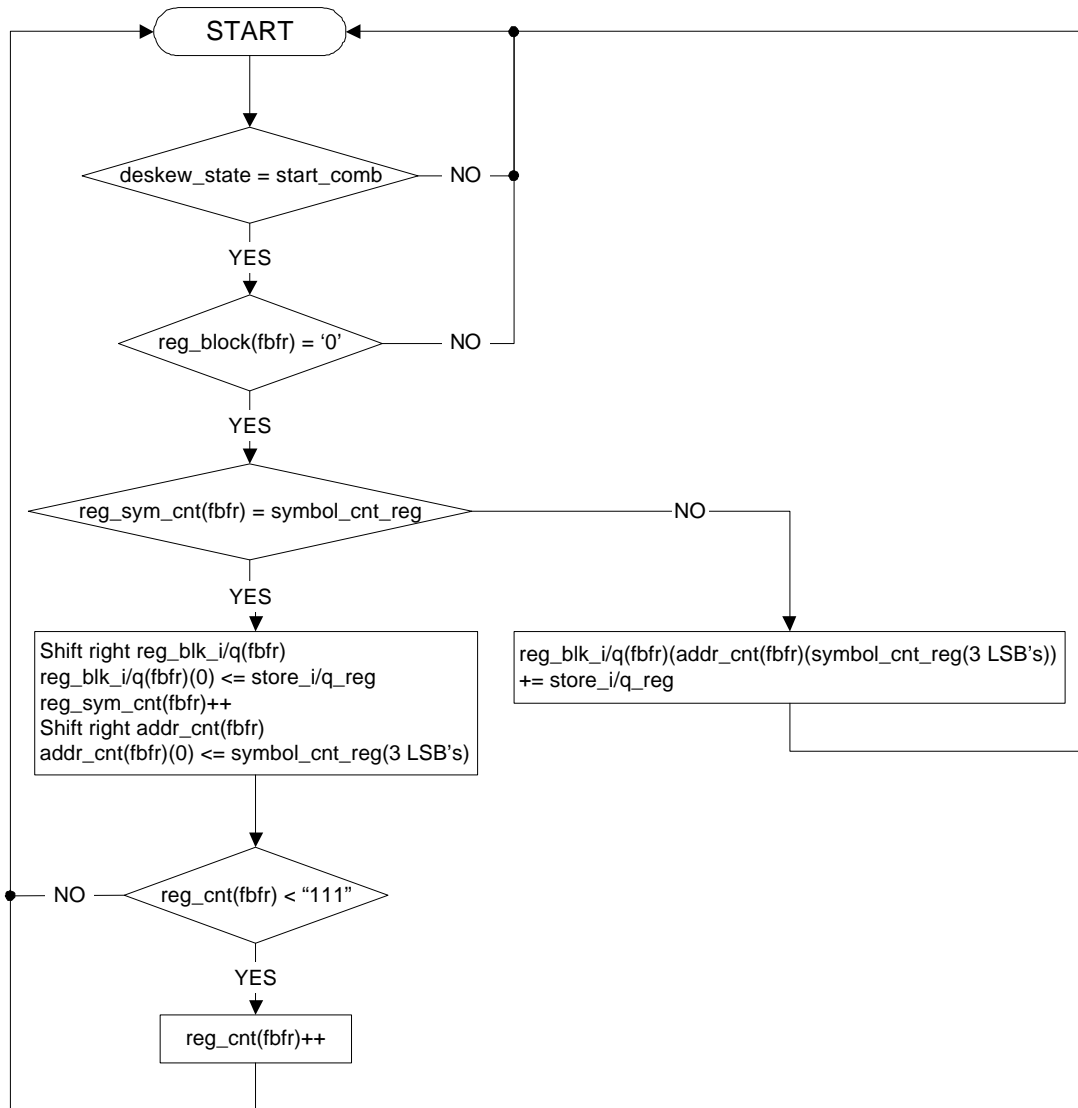 START
deskew_state = start_comb
NO
YES
reg_block(fbfr) = ‘0’
NO
YES
reg_sym_cnt(fbfr) = symbol_cnt_reg
NO
YES
Shift right reg_blk_i/q(fbfr)
reg_blk_i/q(fbfr)(0) <= store_i/q_reg
reg_sym_cnt(fbfr)++
Shift right addr_cnt(fbfr)
addr_cnt(fbfr)(0) <= symbol_cnt_reg(3 LSB’s)
reg_blk_i/q(fbfr)(addr_cnt(fbfr)(symbol_cnt_reg(3 LSB’s))
+= store_i/q_reg
NO
reg_cnt(fbfr) < “111”
YES
reg_cnt(fbfr)++